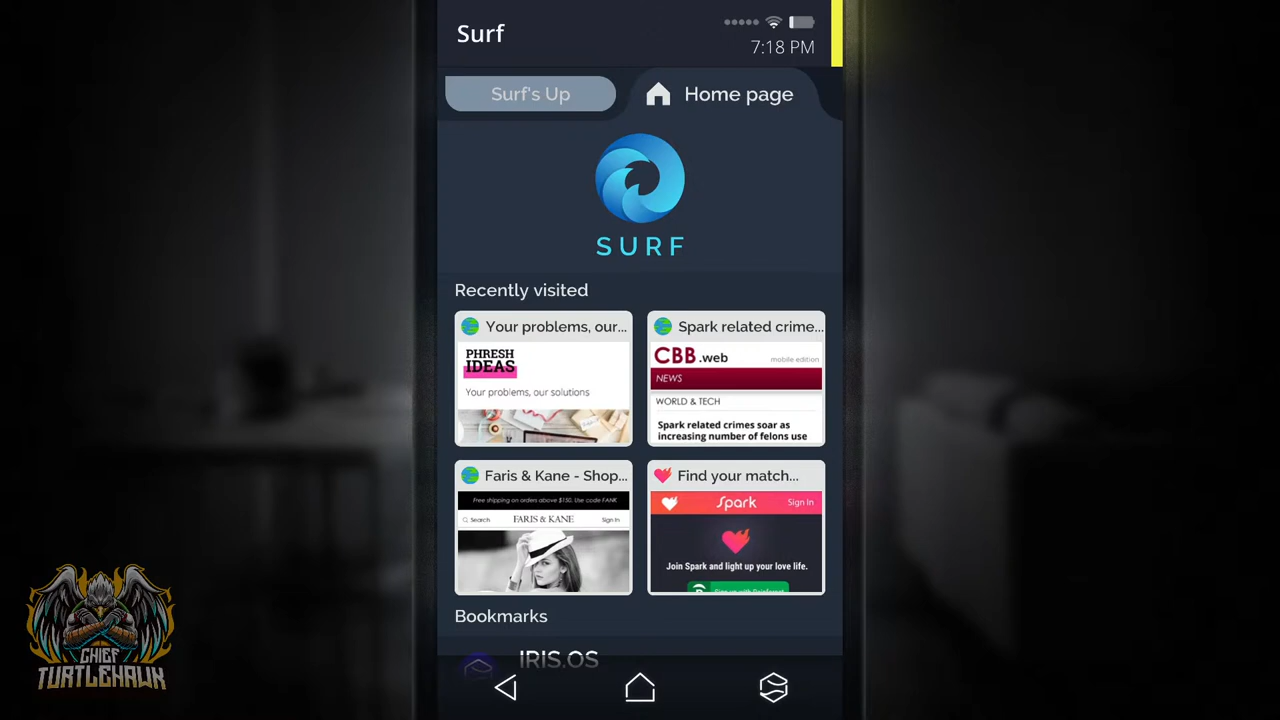 Surf
7:18 PM
Surf's Up
Home page
SURF
Recently visited
Your problems, our...
PHRESH
IDEAS
Your problems, our solutions
Spark related crime...
CBB .web
mobile edition
NEWS
WORLD & TECH
Spark related crimes soar as
increasing number of felons use
Faris & Kane - Shop...
Free shipping on orders above $150. Use code FANK
Search
FARIS & KANE
Sign In
Find your match...
Spark
Sign In
Join Spark and light up your love life.
Sign up with Rainforest
Bookmarks
IRIS.OS
CHIEF
TURTLEHAWK